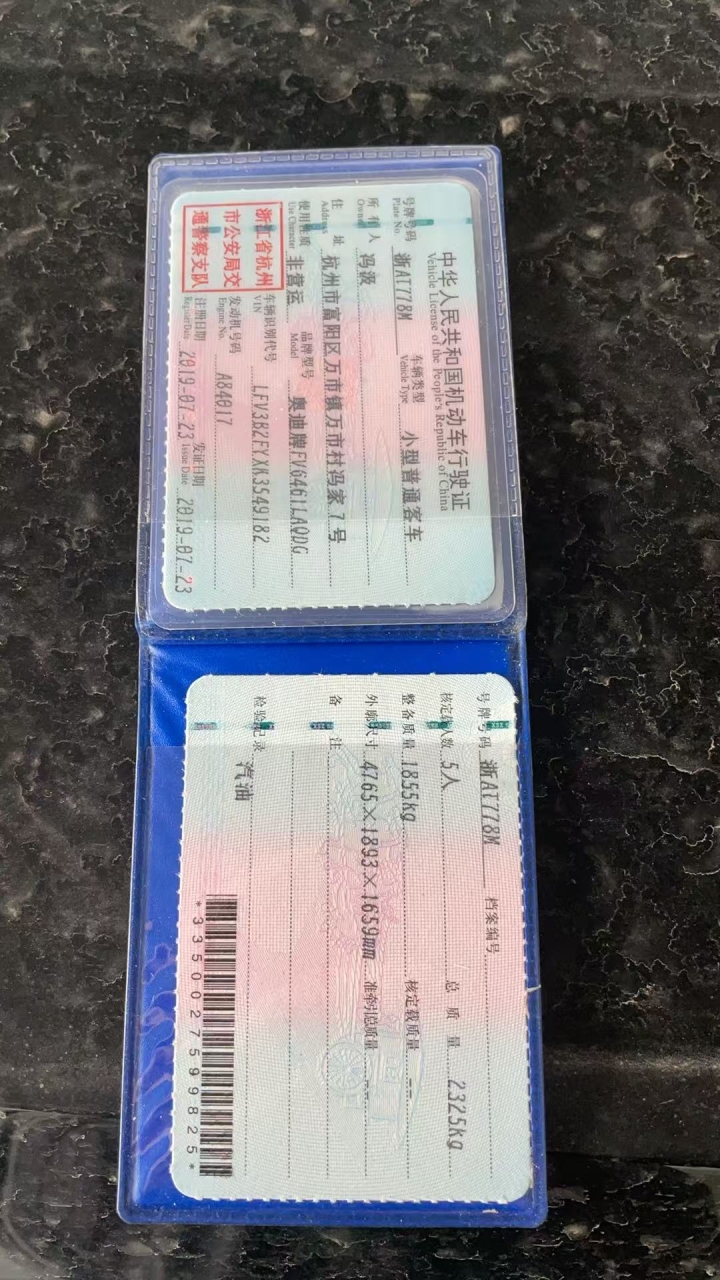 中华人民共和国机动车行驶证
Vehicle License of the People's Republic of China
号牌号码 浙AT778M 车辆类型 小型普通客车
Plate No. Vehicle Type
所有人 冯波
Owner
住址 杭州市富阳区万市镇万市村冯家7号
Address
使用性质 非营运 品牌型号 奥迪牌FV6461LAQDG
Use Character Model
浙江省杭州
市公安局交
通警察支队
车辆识别代号 LFV3B2FYXK3549182
VIN
发动机号码 A84017
Engine No.
注册日期 2019-07-23 发证日期 2019-07-23
Register Date Issue Date
号牌号码 浙AT778M 档案编号
核定载人数 5人 总质量 2325kg
整备质量 1855kg 核定载质量 --
外廓尺寸 4765×1893×1659mm 准牵引总质量 --
备注
检验记录
汽油
*3350027599825*